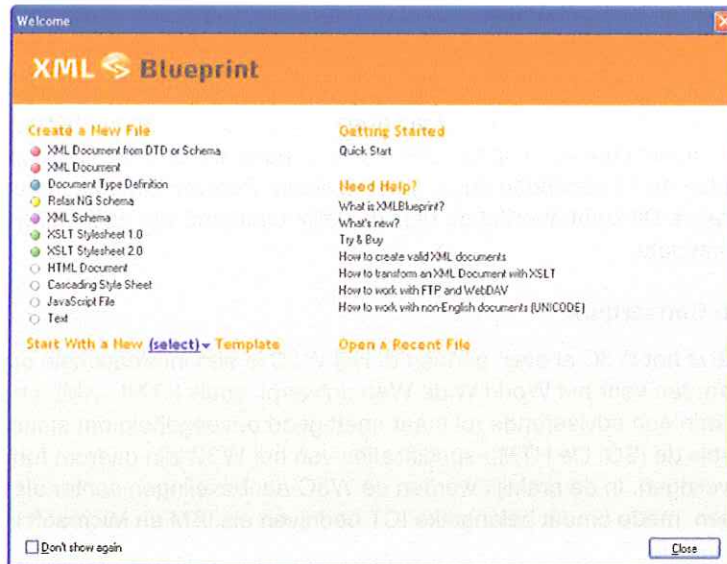 Welcome
XML Blueprint
Create a New File
XML Document from DTD or Schema
XML Document
Document Type Definition
Relax NG Schema
XML Schema
XSLT Stylesheet 1.0
XSLT Stylesheet 2.0
HTML Document
Cascading Style Sheet
JavaScript File
Text
Start With a New (select) Template
Getting Started
Quick Start
Need Help?
What is XMLBlueprint?
What's new?
Try & Buy
How to create valid XML documents
How to transform an XML Document with XSLT
How to work with FTP and WebDAV
How to work with non-English documents (UNICODE)
Open a Recent File
Don't show again
Close